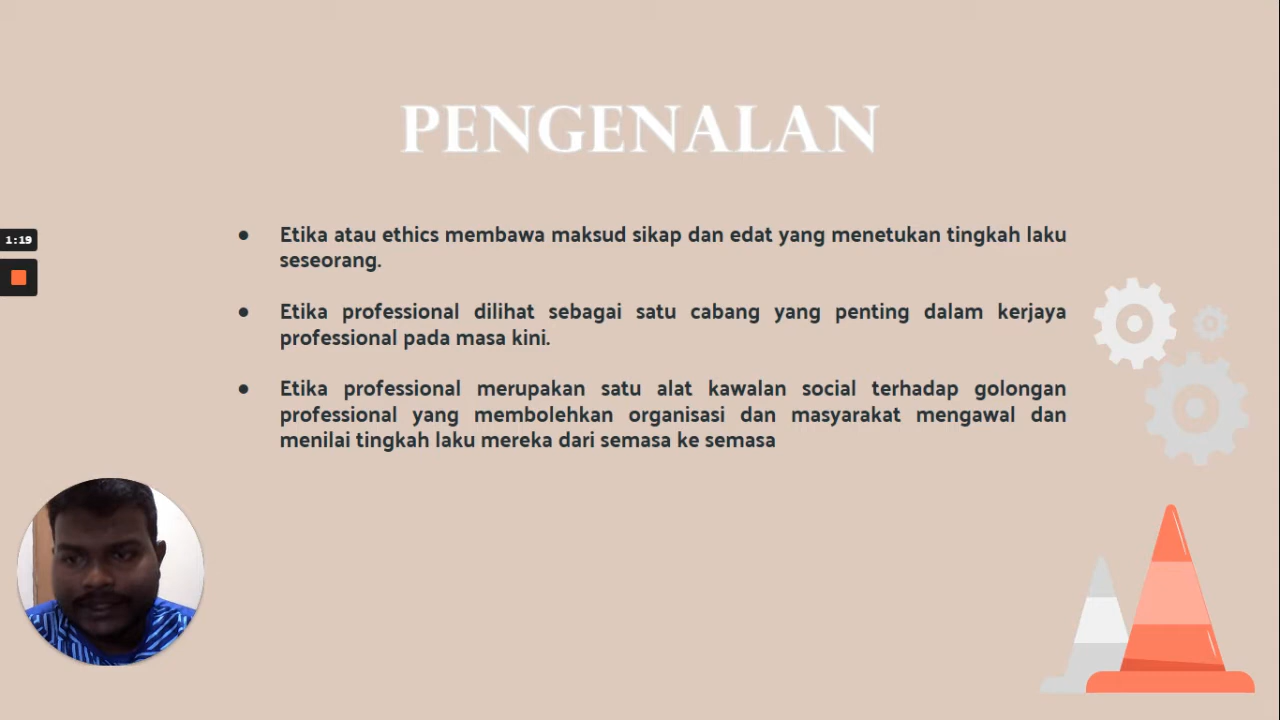 PENGENALAN
1:19
● Etika atau ethics membawa maksud sikap dan edat yang menetukan tingkah laku
seseorang.
● Etika professional dilihat sebagai satu cabang yang penting dalam kerjaya
professional pada masa kini.
● Etika professional merupakan satu alat kawalan social terhadap golongan
professional yang membolehkan organisasi dan masyarakat mengawal dan
menilai tingkah laku mereka dari semasa ke semasa